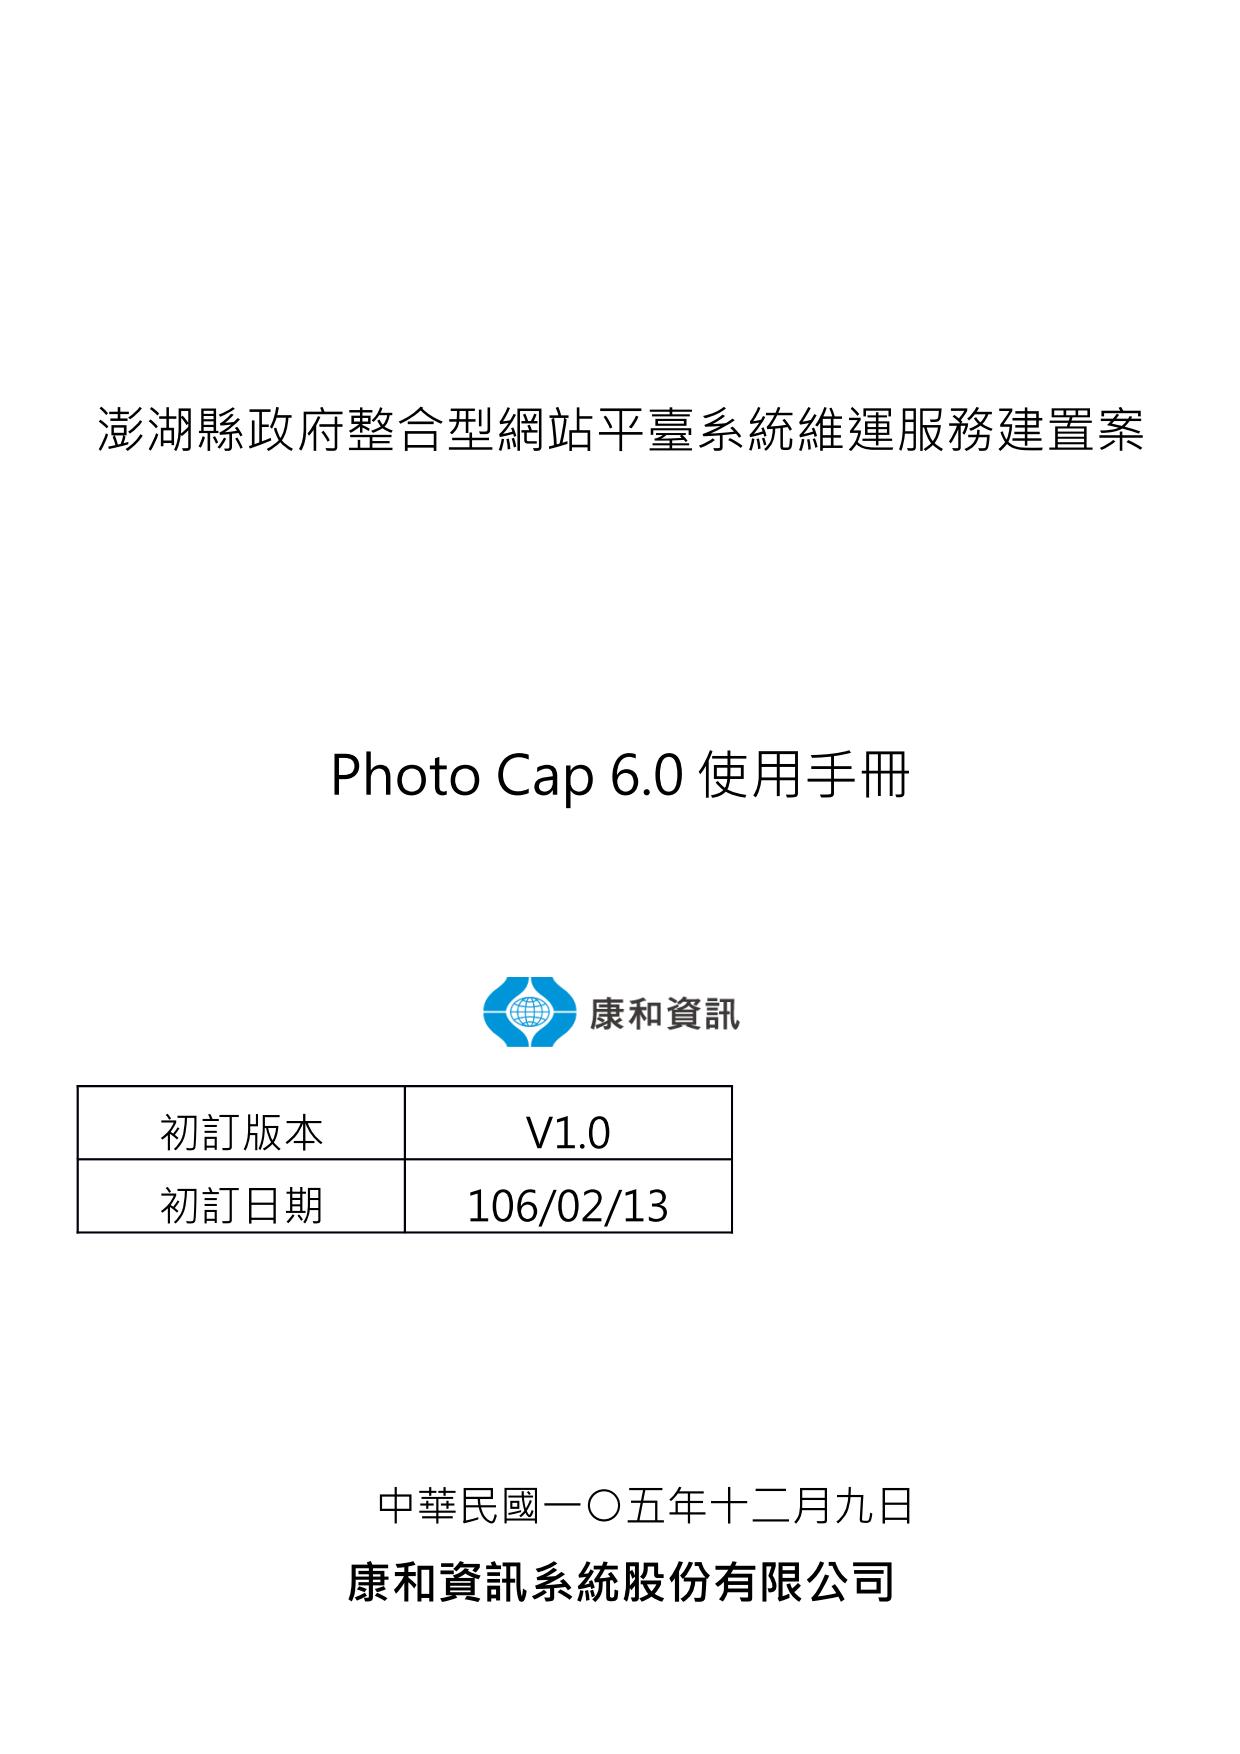 澎湖縣政府整合型網站平臺系統維運服務建置案
Photo Cap 6.0 使用手冊
康和資訊
初訂版本 V1.0
初訂日期 106/02/13
中華民國一〇五年十二月九日
康和資訊系統股份有限公司